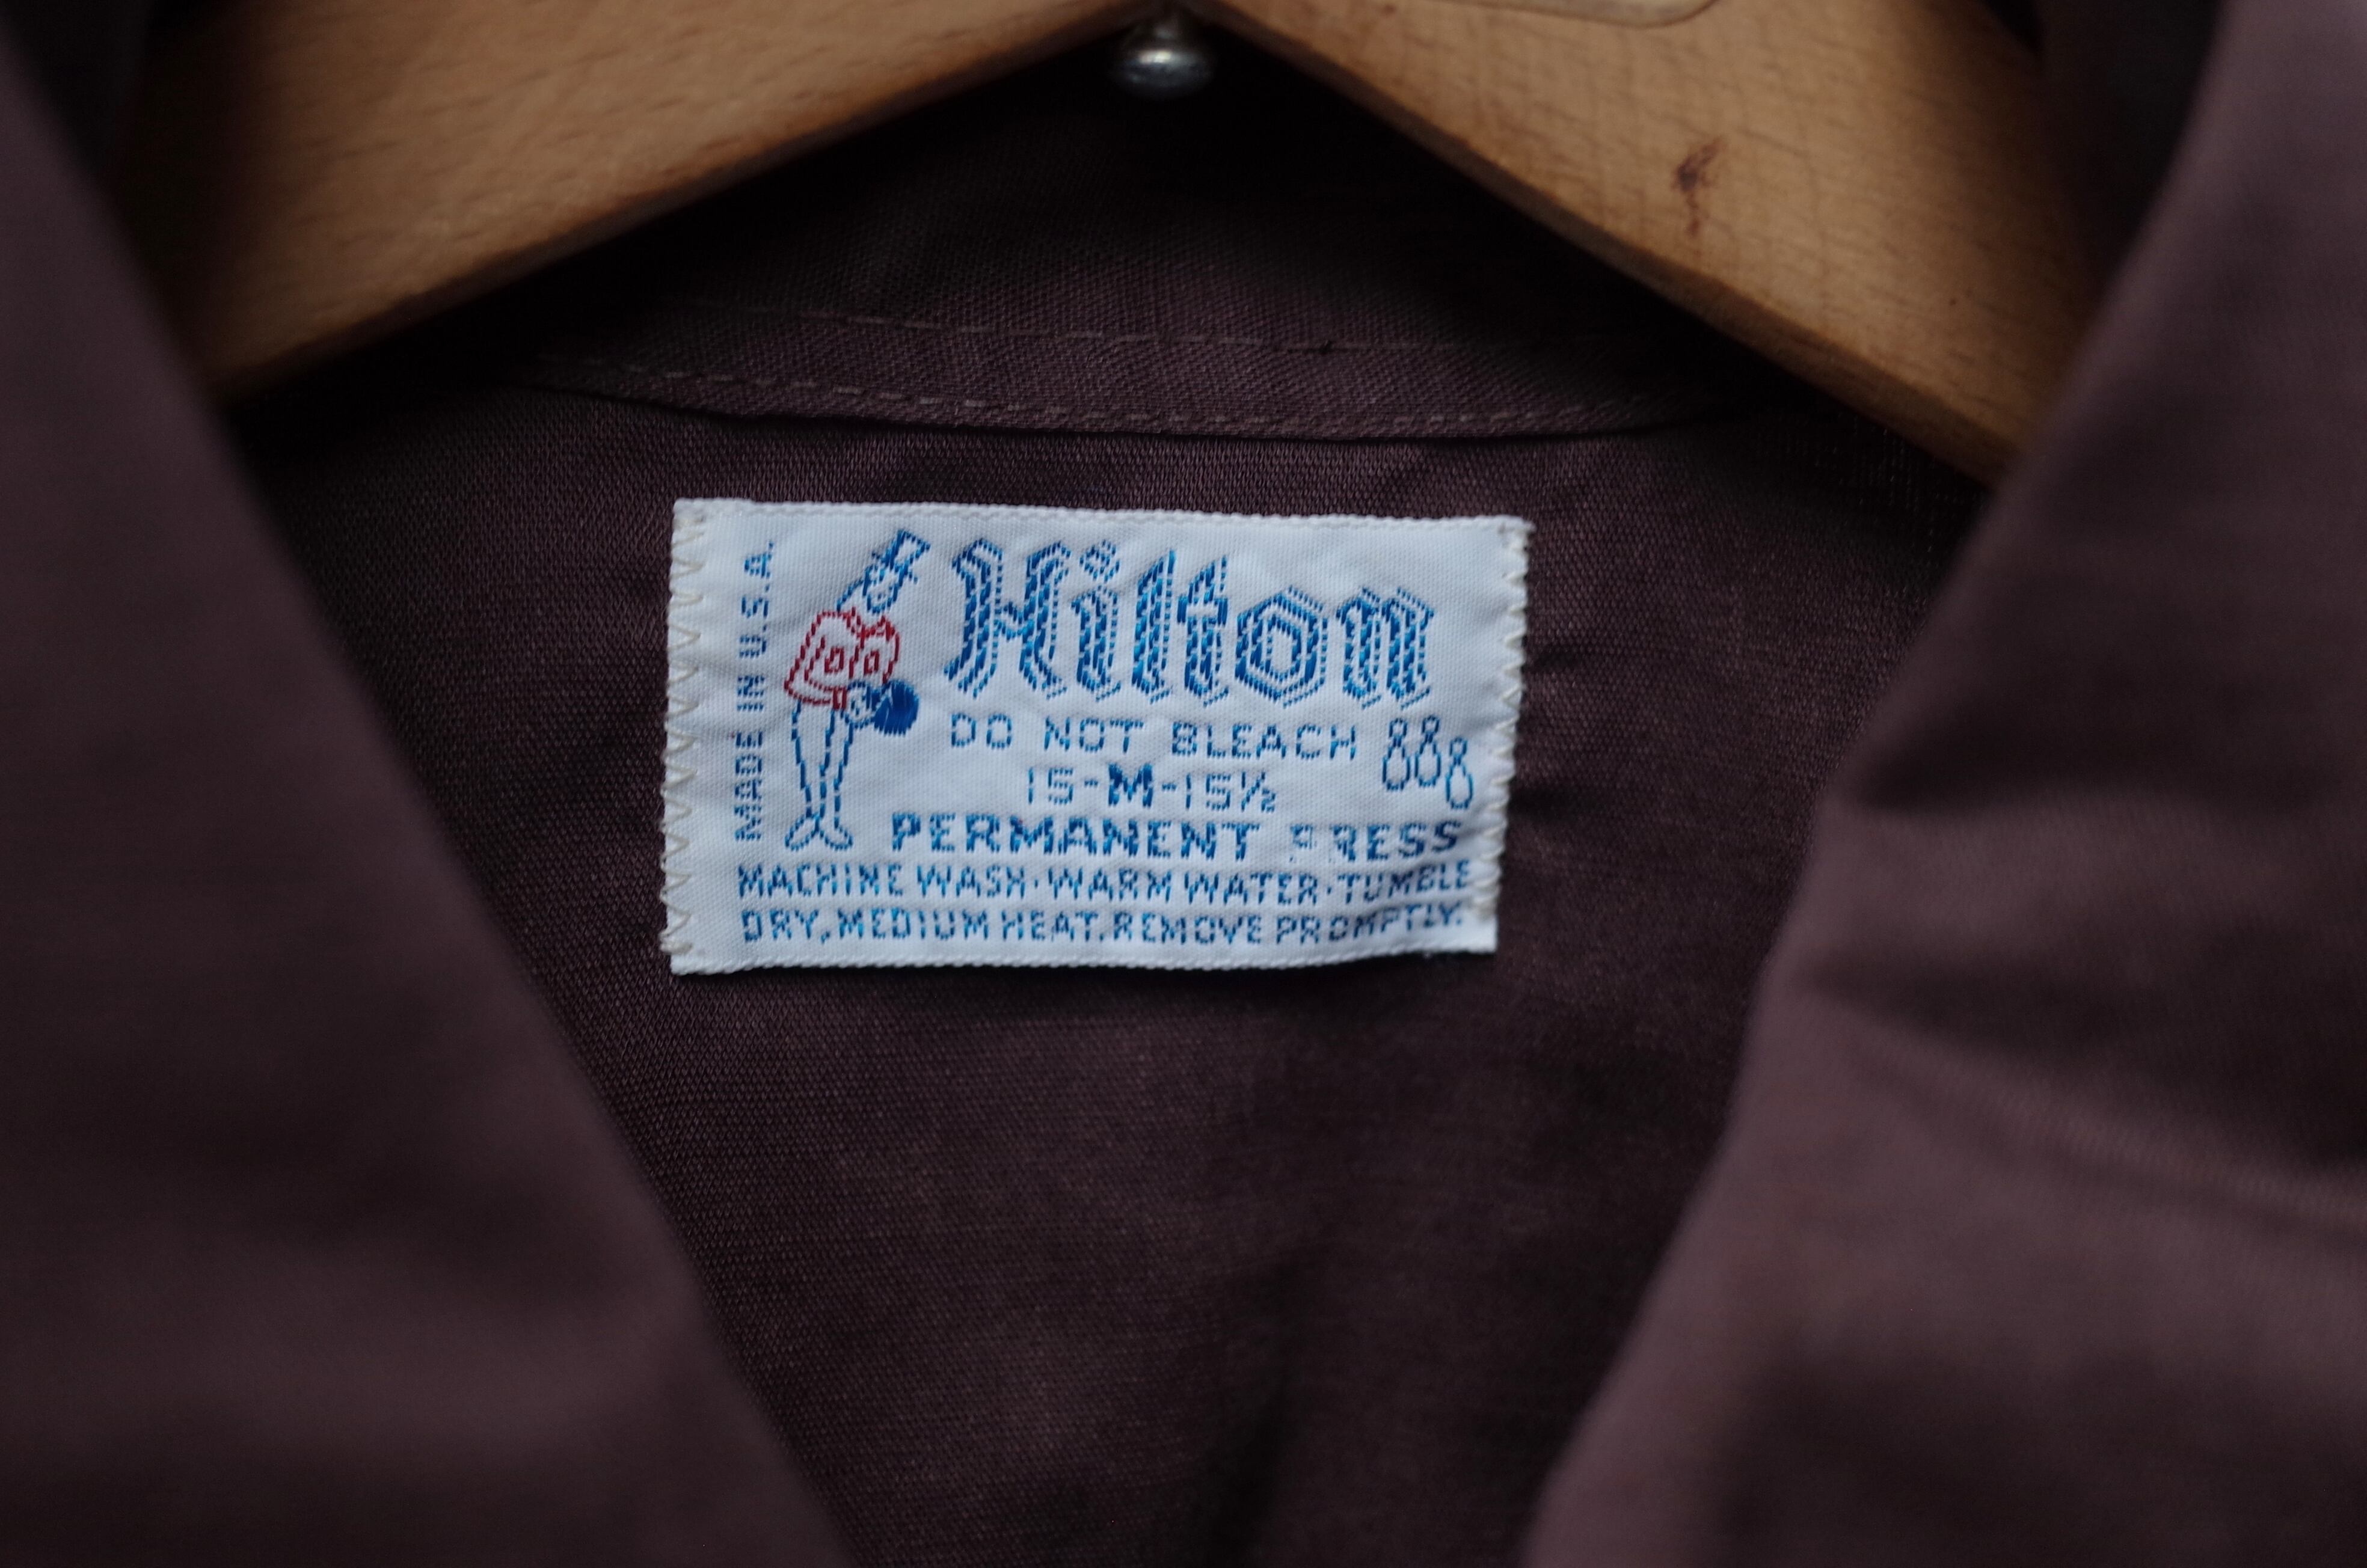 MADE IN U.S.A.
Hilton
DO NOT BLEACH
15-M-15½
PERMANENT PRESS
MACHINE WASH·WARM WATER·TUMBLE
DRY, MEDIUM HEAT. REMOVE PROMPTLY.